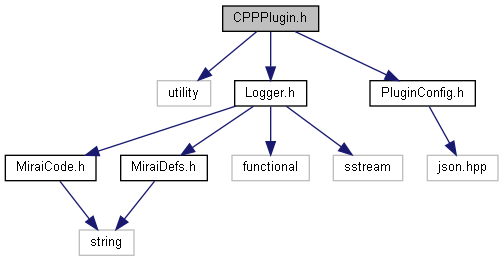 CPPPlugin.h
utility
Logger.h
PluginConfig.h
MiraiCode.h
MiraiDefs.h
functional
sstream
json.hpp
string